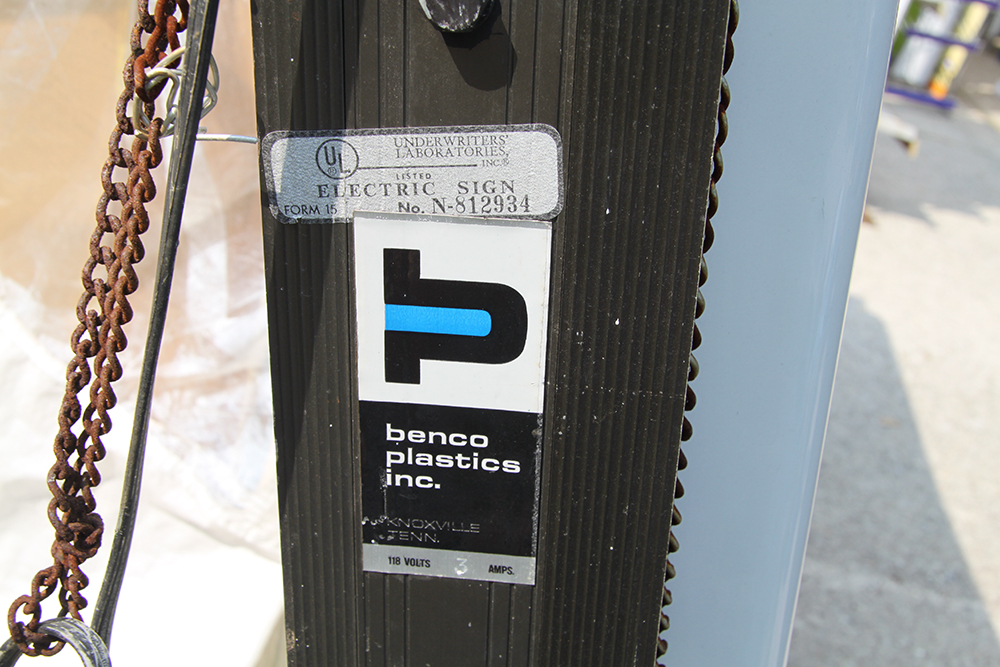 UL
®
UNDERWRITERS'
LABORATORIES,
INC.®
LISTED
ELECTRIC SIGN
FORM 15 No. N-812934
b
benco
plastics
inc.
KNOXVILLE
TENN.
118 VOLTS 3 AMPS.